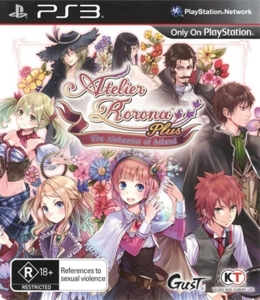 PS3
PlayStation Network
Only On PlayStation
Atelier
Rorona
Plus
The Alchemist of Arland
R 18+
RESTRICTED
References to
sexual violence
GUST
KT